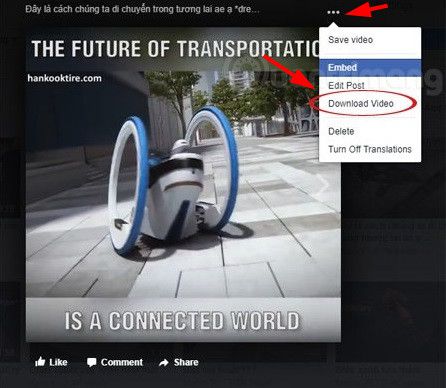 Đây là cách chúng ta di chuyển trong tương lai ae ạ *dre...
Save video
Embed
Edit Post
Download Video
Delete
Turn Off Translations
THE FUTURE OF TRANSPORTATIO
hankooktire.com
IS A CONNECTED WORLD
Like
Comment
Share